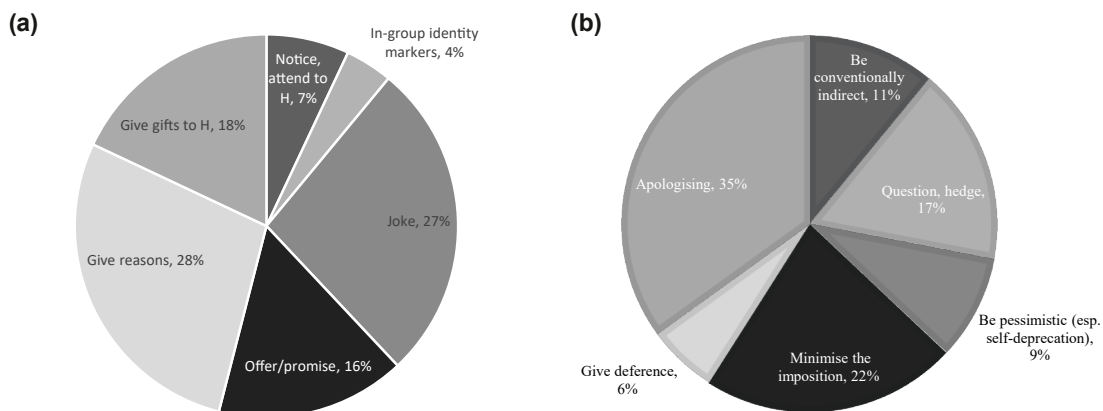 (a)
Notice,
attend to
H, 7%
In-group identity
markers, 4%
Give gifts to H, 18%
Joke, 27%
Give reasons, 28%
Offer/promise, 16%
(b)
Be
conventionally
indirect, 11%
Apologising, 35%
Question, hedge,
17%
Be pessimistic (esp.
self-deprecation),
9%
Minimise the
imposition, 22%
Give deference,
6%